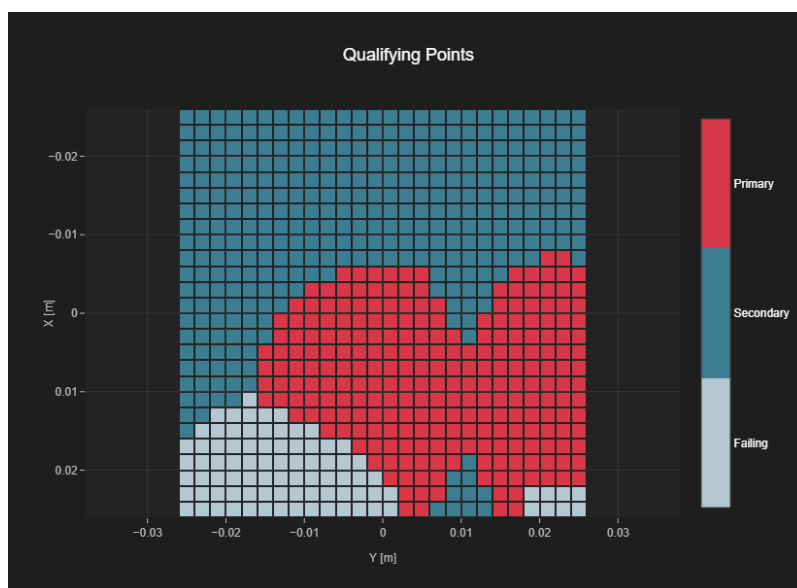 Qualifying Points
−0.02
−0.01
0
0.01
0.02
X [m]
−0.03
−0.02
−0.01
0
0.01
0.02
0.03
Y [m]
Primary
Secondary
Failing